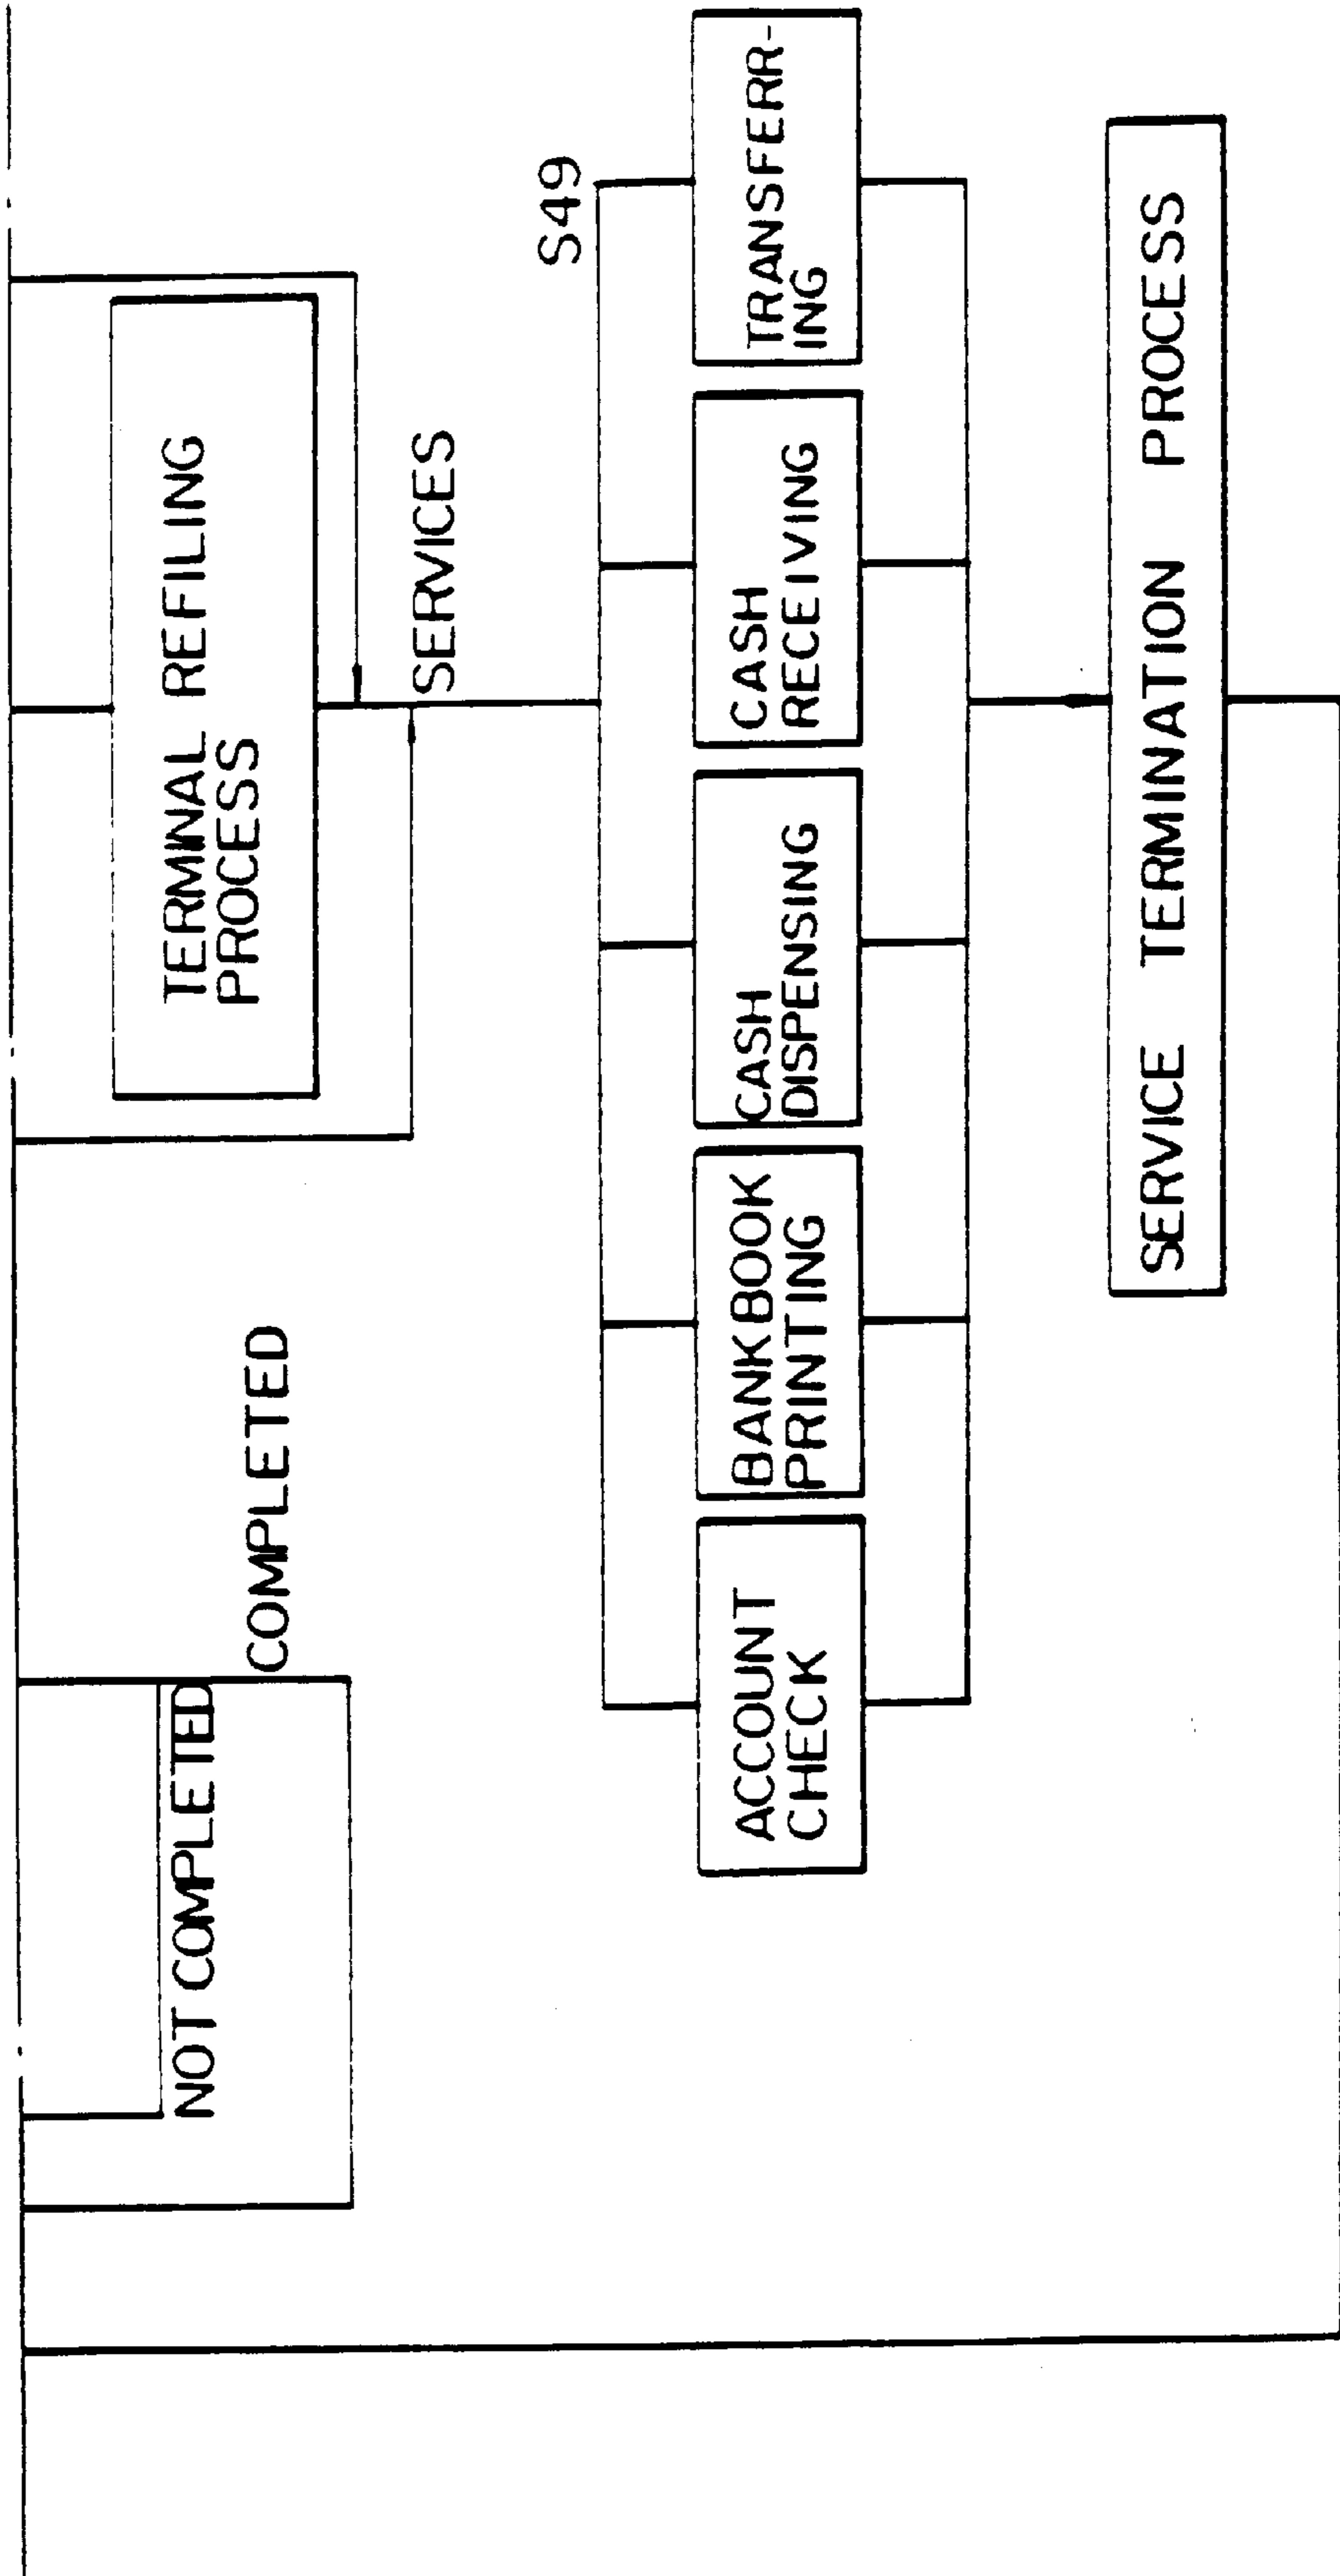 TERMINAL REFILING
PROCESS
NOT COMPLETED
COMPLETED
SERVICES
S49
ACCOUNT
CHECK
BANKBOOK
PRINTING
CASH
DISPENSING
CASH
RECEIVING
TRANSFERR-
ING
SERVICE TERMINATION PROCESS